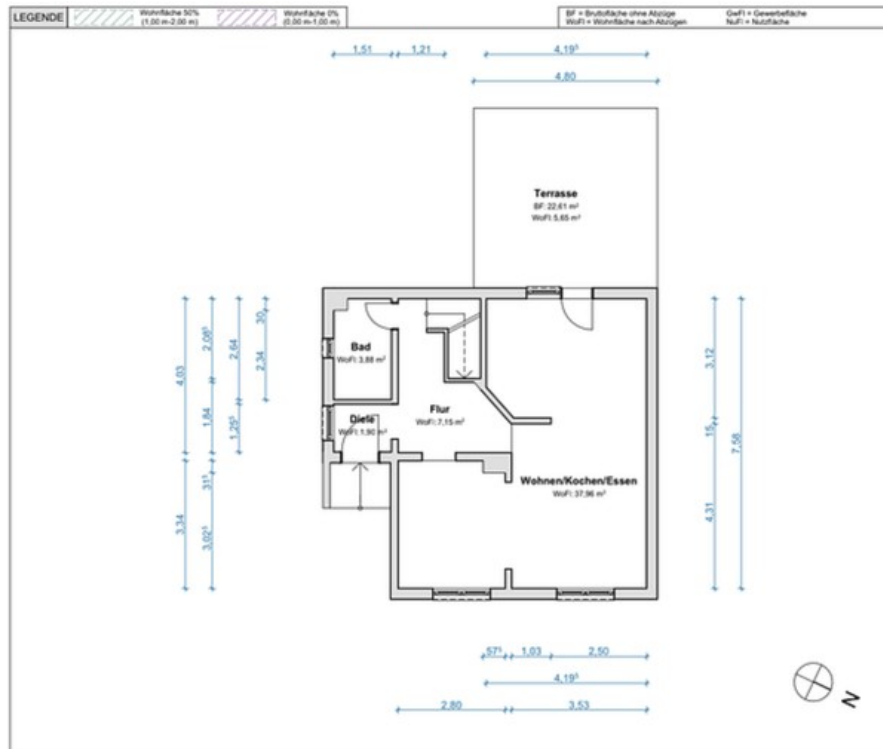 LEGENDE
Wohnfläche 50%
(1,00 m-2,00 m)
Wohnfläche 0%
(0,00 m-1,00 m)
BF = Bruttofläche ohne Abzüge
WoFl = Wohnfläche nach Abzügen
GwFl = Gewerbefläche
NuFl = Nutzfläche
1,51
1,21
4,19⁵
4,80
Terrasse
BF: 22,61 m²
WoFl: 5,65 m²
4,03
3,34
2,08⁵
1,84
31⁵
3,02⁵
2,64
1,25⁵
30
2,34
Bad
WoFl: 3,88 m²
Diele
WoFl: 1,90 m²
Flur
WoFl: 7,15 m²
Wohnen/Kochen/Essen
WoFl: 37,96 m²
3,12
15
4,31
7,58
57⁵
1,03
2,50
4,19⁵
2,80
3,53
N